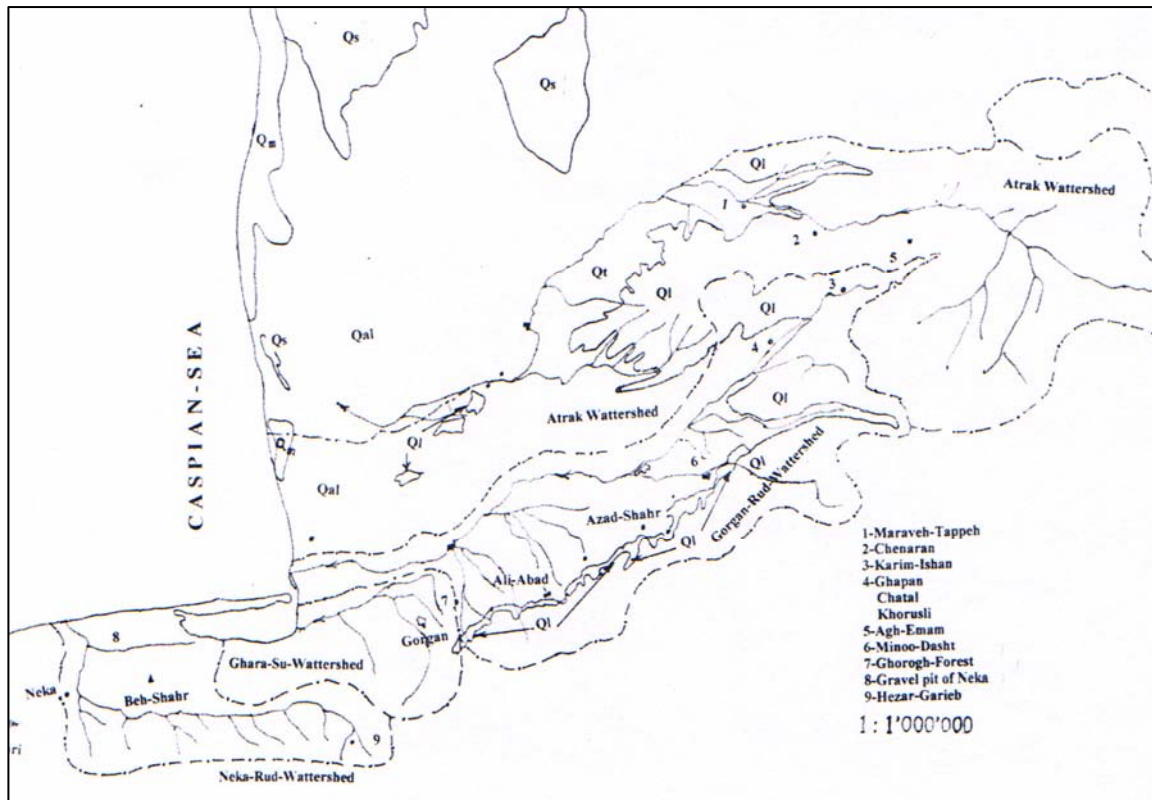 Qs
Qs
Qm
Ql
Atrak Wattershed
1
2
5
Qt
Ql
Ql
3
CASPIAN-SEA
Qs
Qal
4
Ql
Atrak Wattershed
Ql
Qm
6
Ql
Qal
Azad-Shahr
Gorgan-Rud-Wattershed
Ql
Ali-Abad
7
Ql
Gorgan
8
Ghara-Su-Wattershed
Neka
Beh-Shahr
9
ri
Neka-Rud-Wattershed
1-Maraveh-Tappeh
2-Chenaran
3-Karim-Ishan
4-Ghapan
Chatal
Khorusli
5-Agh-Emam
6-Minoo-Dasht
7-Ghorogh-Forest
8-Gravel pit of Neka
9-Hezar-Garieb
1:1'000'000